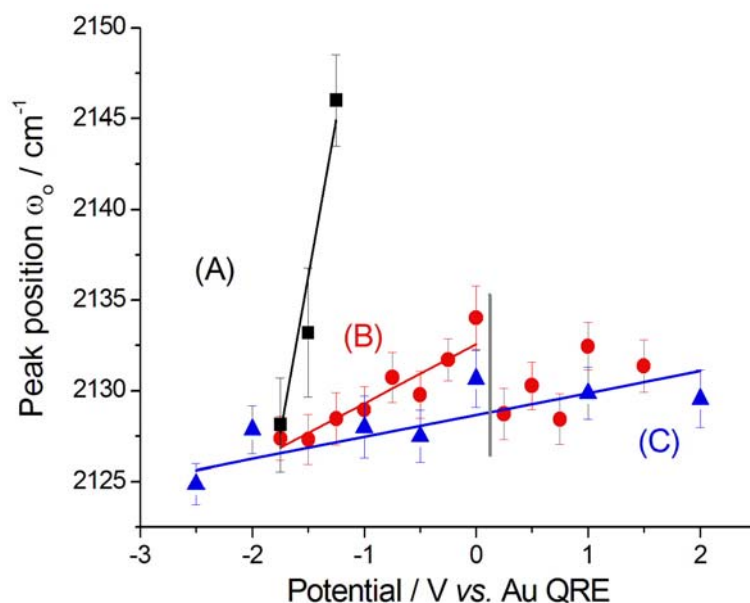 Peak position ω₀ / cm⁻¹
2150
2145
2140
2135
2130
2125
(A)
(B)
(C)
-3
-2
-1
0
1
2
Potential / V vs. Au QRE